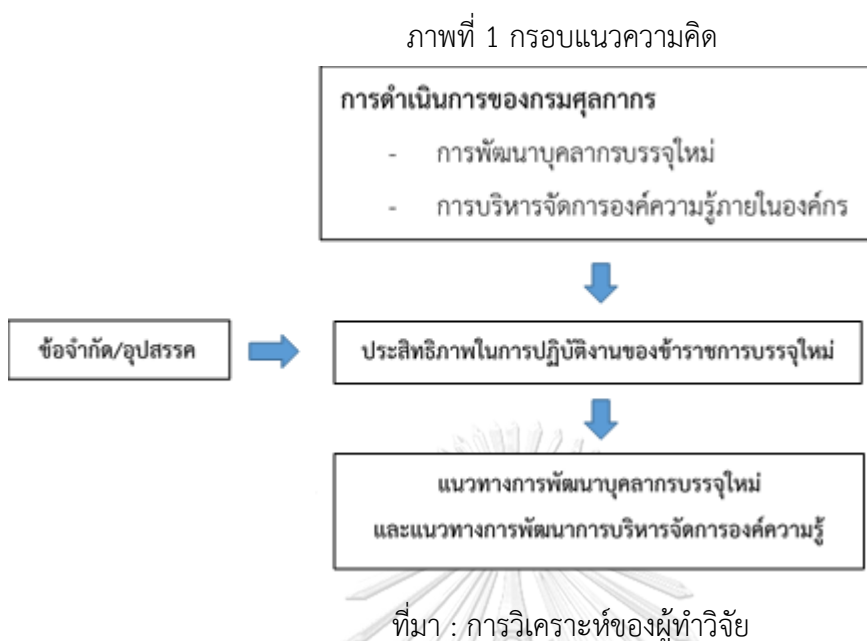 ภาพที่ 1 กรอบแนวความคิด
การดำเนินการของกรมศุลกากร
- การพัฒนาบุคลากรบรรจุใหม่
- การบริหารจัดการองค์ความรู้ภายในองค์กร
ข้อจำกัด/อุปสรรค
ประสิทธิภาพในการปฏิบัติงานของข้าราชการบรรจุใหม่
แนวทางการพัฒนาบุคลากรบรรจุใหม่
และแนวทางการพัฒนาการบริหารจัดการองค์ความรู้
ที่มา : การวิเคราะห์ของผู้ทำวิจัย